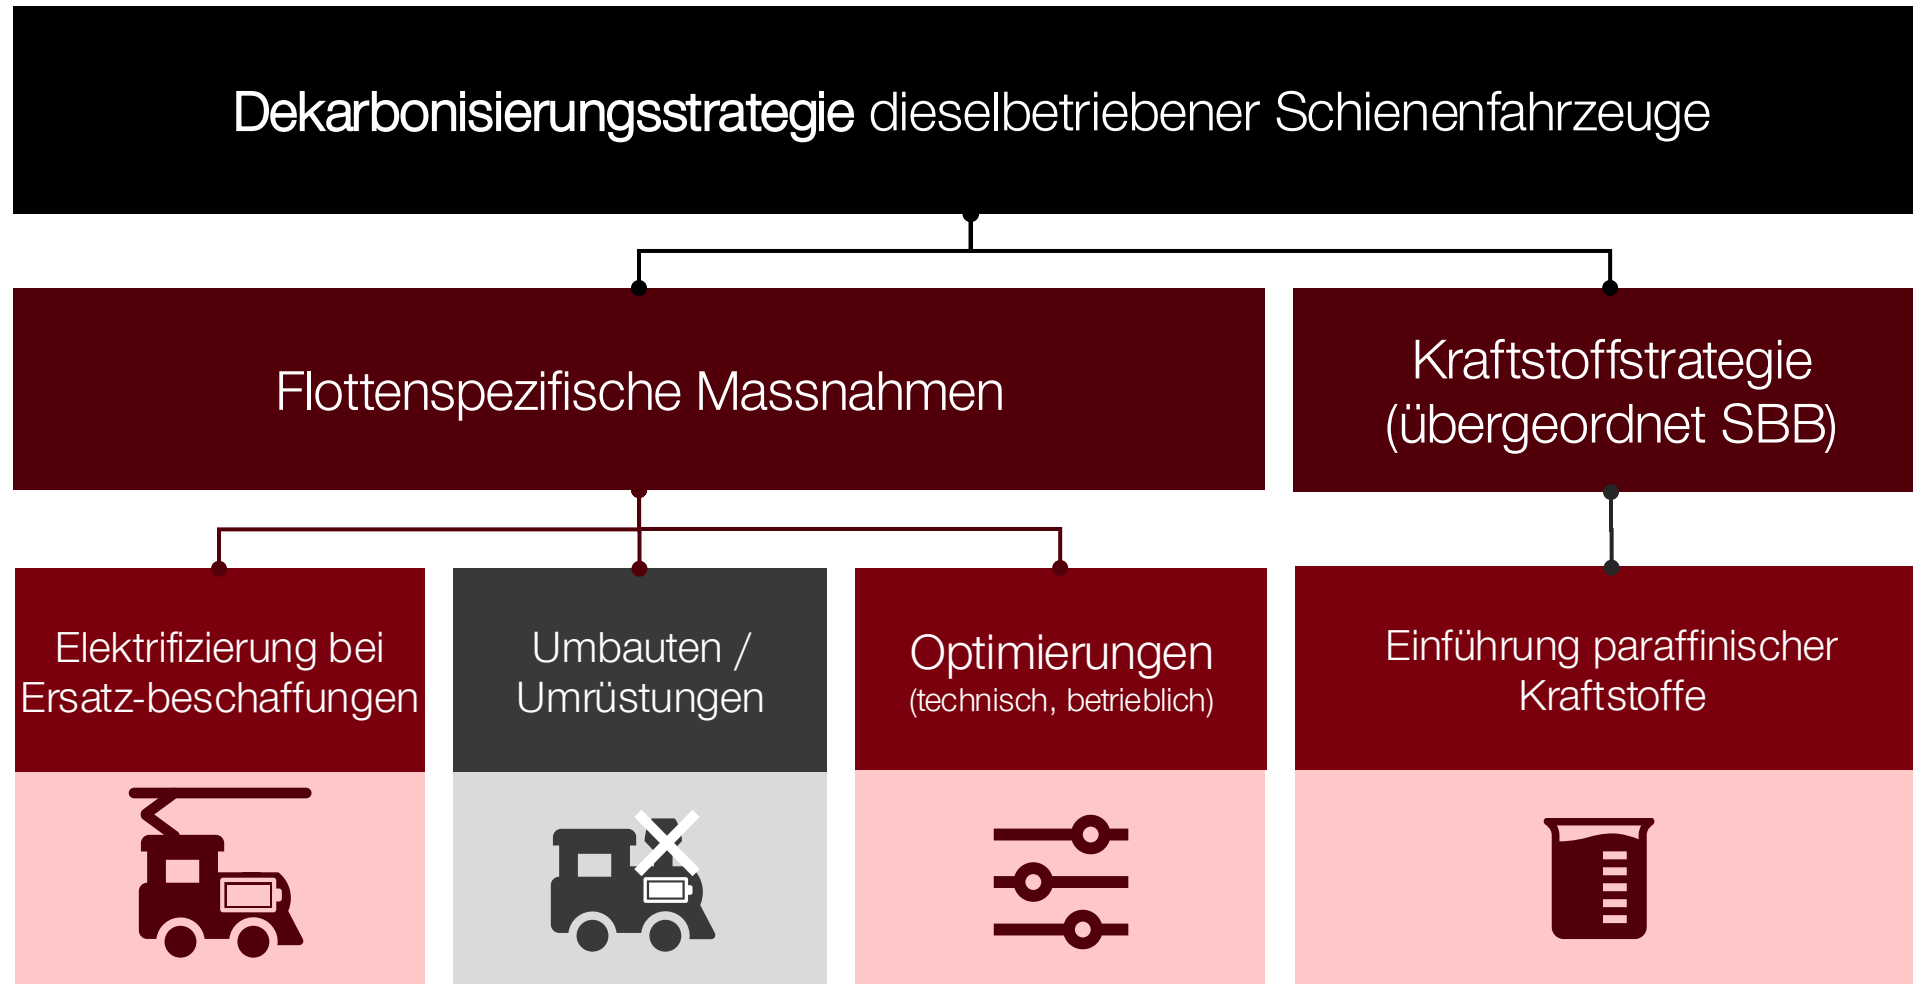 Dekarbonisierungsstrategie dieselbetriebener Schienenfahrzeuge
Flottenspezifische Massnahmen
Kraftstoffstrategie
(übergeordnet SBB)
Elektrifizierung bei
Ersatz-beschaffungen
Umbauten /
Umrüstungen
Optimierungen
(technisch, betrieblich)
Einführung paraffinischer
Kraftstoffe